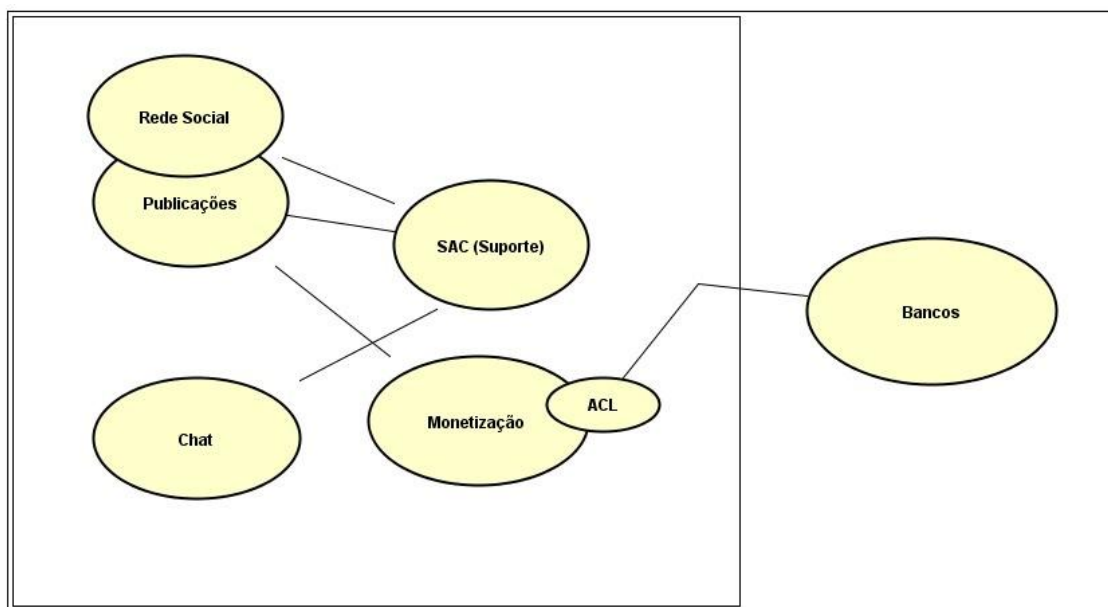 Rede Social
Publicações
SAC (Suporte)
Bancos
ACL
Monetização
Chat